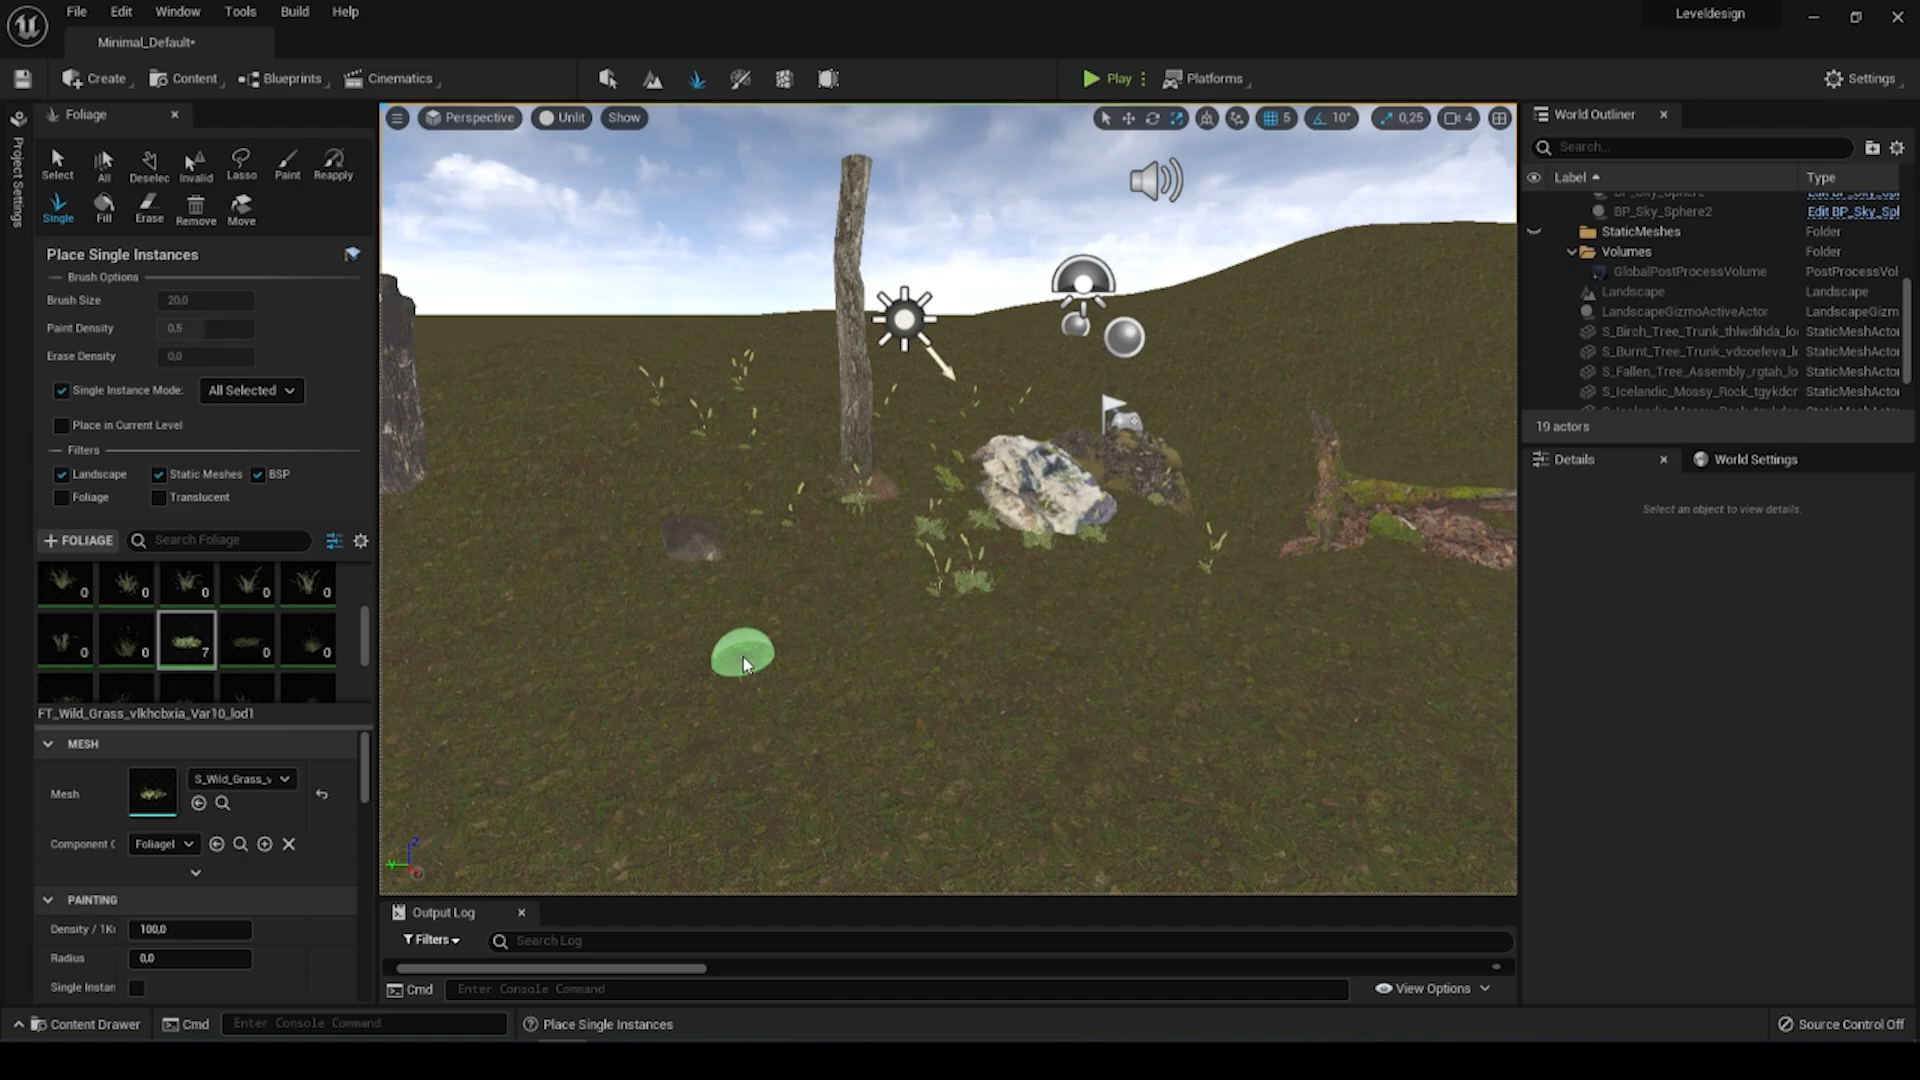 File Edit Window Tools Build Help
Leveldesign
Minimal_Default*
Create Content Blueprints Cinematics
Play Platforms
Settings
Project Settings
Foliage
Select All Deselec Invalid Lasso Paint Reapply
Single Fill Erase Remove Move
Place Single Instances
Brush Options
Brush Size 20,0
Paint Density 0,5
Erase Density 0,0
Single Instance Mode: All Selected
Place in Current Level
Filters
Landscape Static Meshes BSP
Foliage Translucent
+ FOLIAGE Search Foliage
0 0 0 0 0
0 0 7 0 0
FT_Wild_Grass_vlkhcbxia_Var10_lod1
MESH
Mesh S_Wild_Grass_v
Component C Foliagel
PAINTING
Density / 1K 100,0
Radius 0,0
Single Instan
Perspective Unlit Show
5 10° 0,25 4
Output Log
Filters Search Log
Cmd Enter Console Command
View Options
World Outliner
Search...
Label Type
BP_Sky_Sphere Edit BP_Sky_Spl
BP_Sky_Sphere2 Edit BP_Sky_Spl
StaticMeshes Folder
Volumes Folder
GlobalPostProcessVolume PostProcessVol
Landscape Landscape
LandscapeGizmoActiveActor LandscapeGizm
S_Birch_Tree_Trunk_thlwdihda_lo StaticMeshActor
S_Burnt_Tree_Trunk_vdcoefeva_lo StaticMeshActor
S_Fallen_Tree_Assembly_rgtah_lo StaticMeshActor
S_Icelandic_Mossy_Rock_tgykdcr StaticMeshActor
19 actors
Details World Settings
Select an object to view details.
Content Drawer Cmd Enter Console Command Place Single Instances
Source Control Off